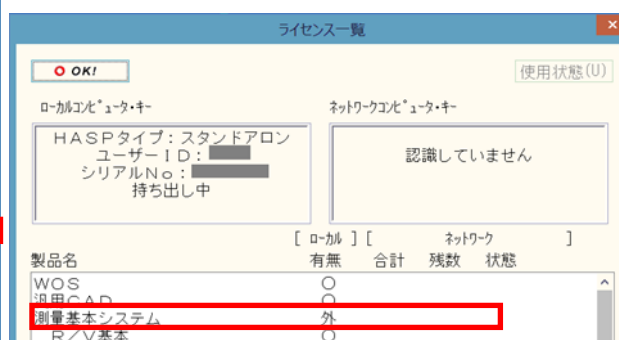 ライセンス一覧
OK!
使用状態(U)
ローカルコンピュータ・キー
ネットワークコンピュータ・キー
HASPタイプ：スタンドアロン
ユーザーID：
シリアルNo：
持ち出し中
認識していません
[ ローカル ] [ ネットワーク ]
製品名 有無 合計 残数 状態
WOS ○
汎用CAD ○
測量基本システム 外
R/V基本 ○